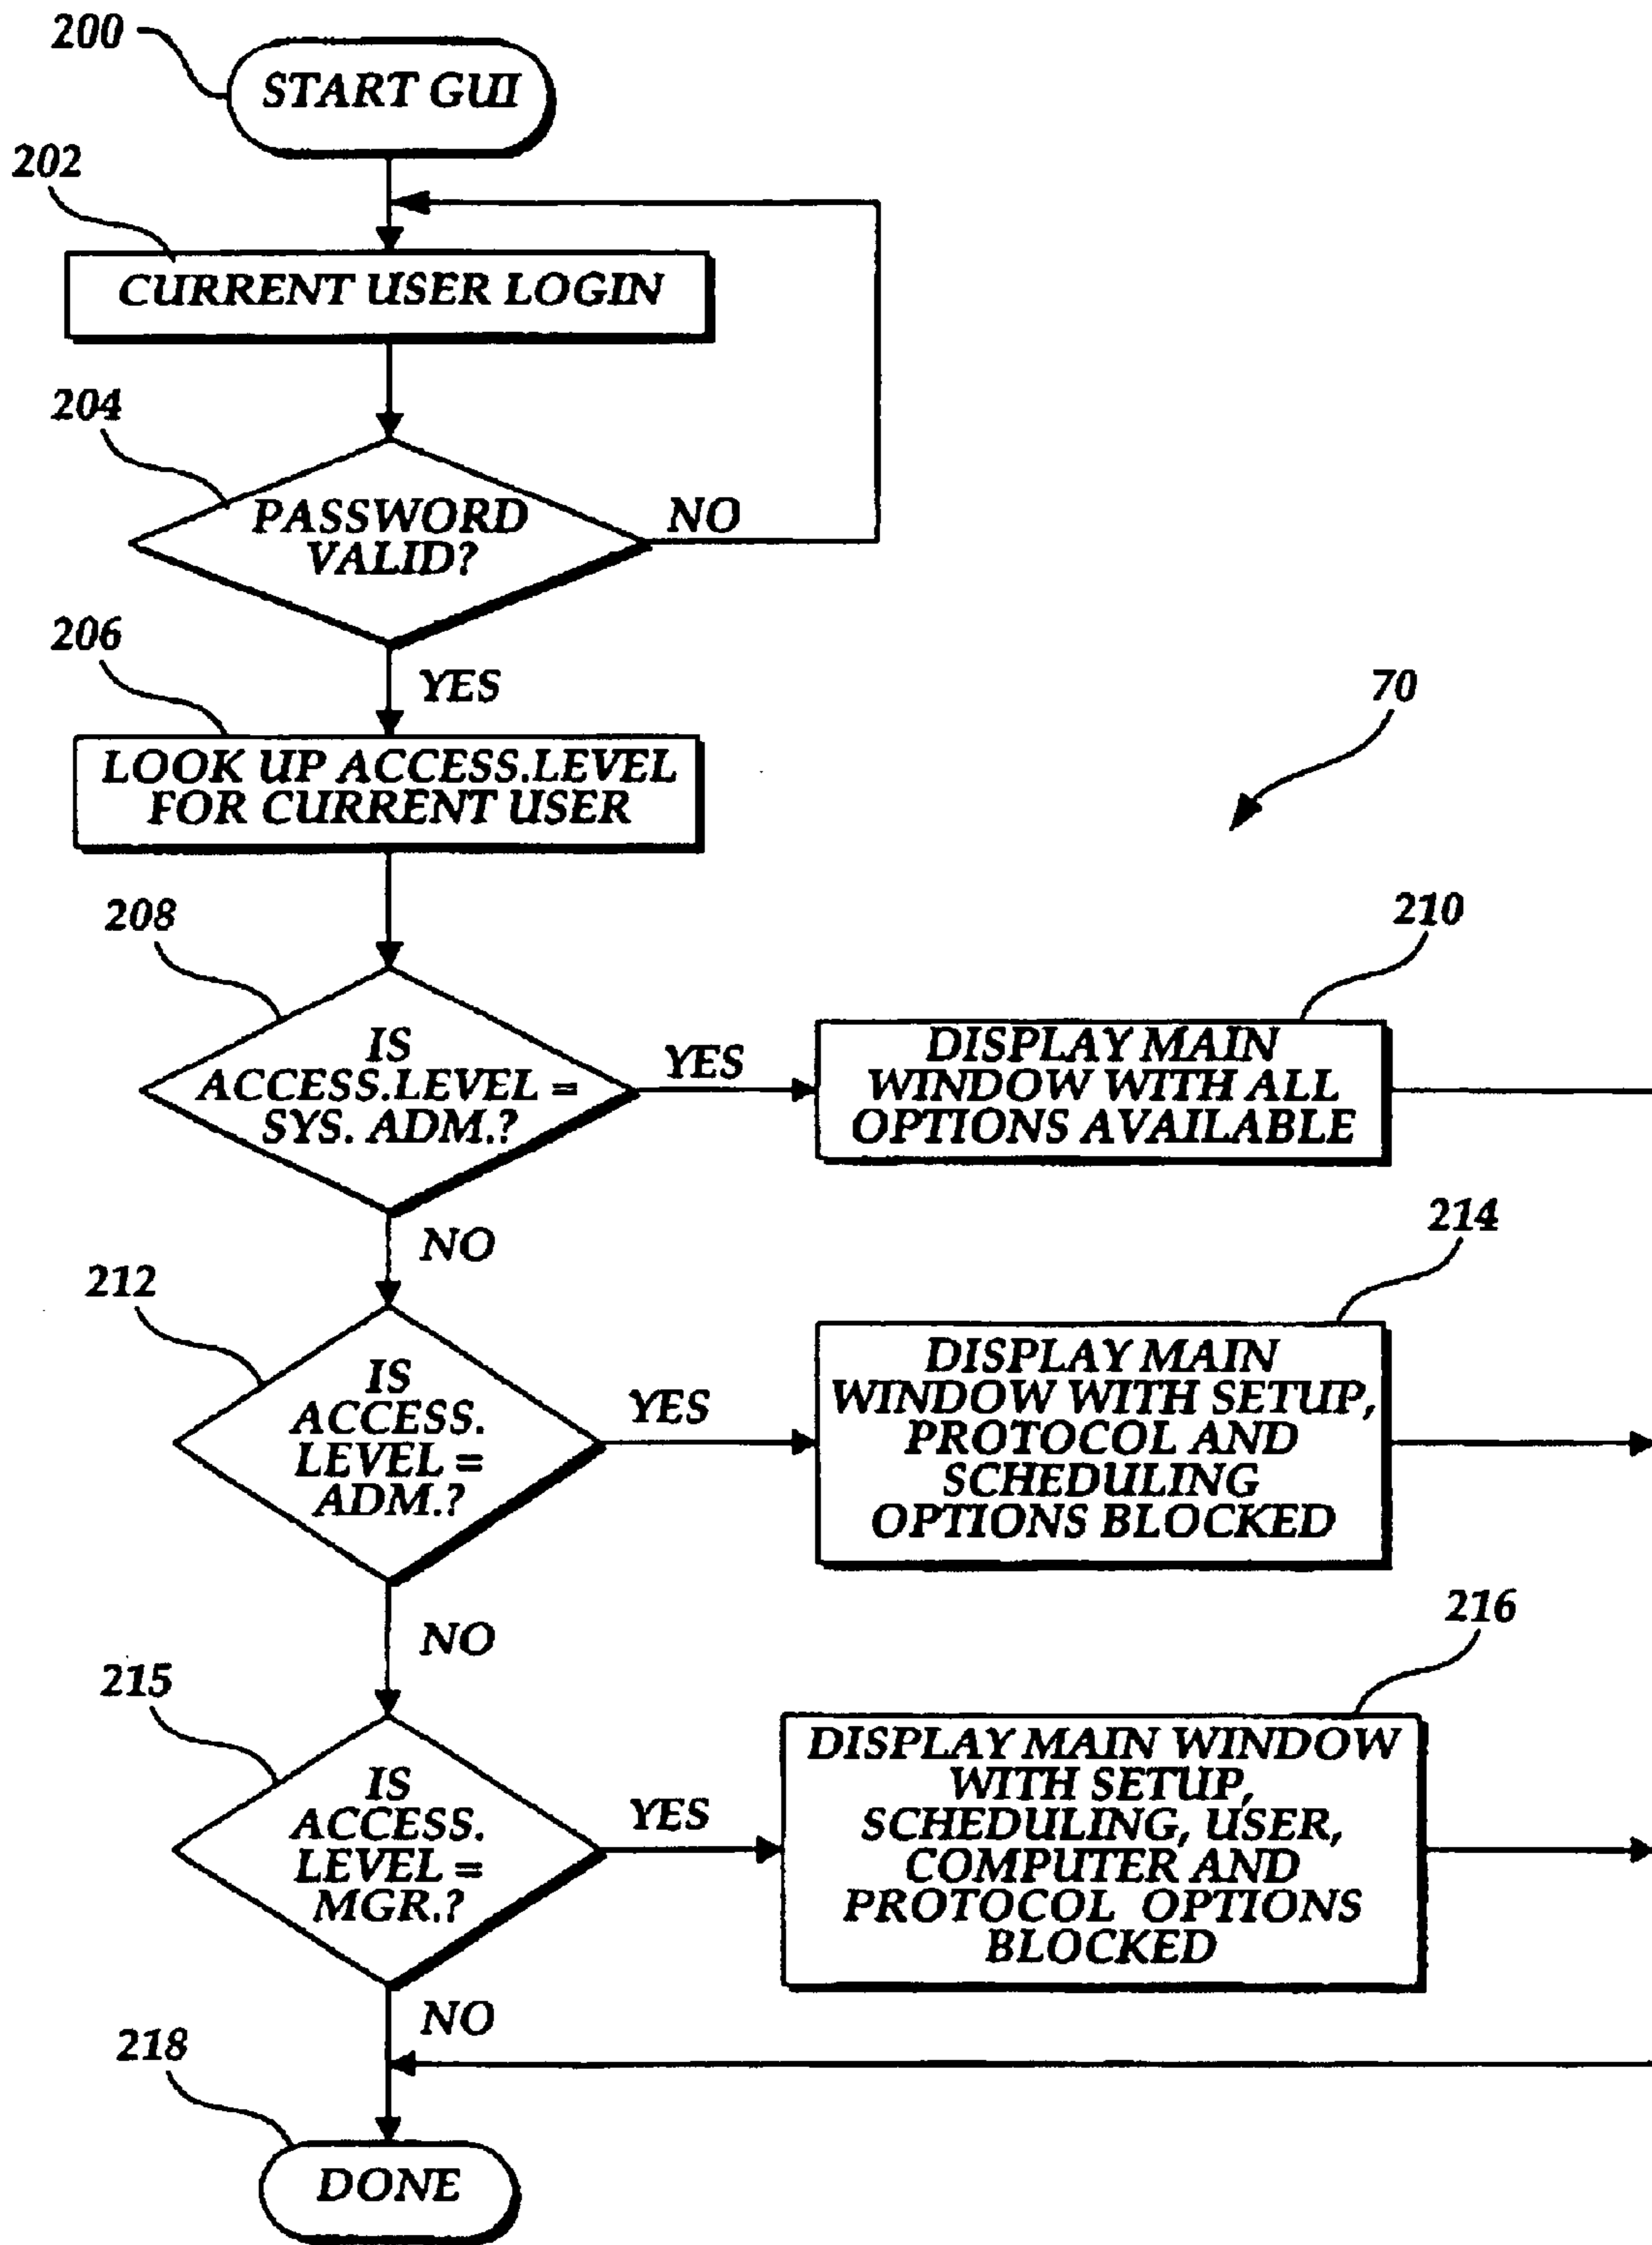 200
START GUI
202
CURRENT USER LOGIN
204
PASSWORD
VALID?
NO
206
YES
70
LOOK UP ACCESS.LEVEL
FOR CURRENT USER
208
210
IS
ACCESS.LEVEL =
SYS. ADM.?
YES
DISPLAY MAIN
WINDOW WITH ALL
OPTIONS AVAILABLE
NO
212
214
IS
ACCESS.
LEVEL =
ADM.?
YES
DISPLAY MAIN
WINDOW WITH SETUP,
PROTOCOL AND
SCHEDULING
OPTIONS BLOCKED
NO
215
216
IS
ACCESS.
LEVEL =
MGR.?
YES
DISPLAY MAIN WINDOW
WITH SETUP,
SCHEDULING, USER,
COMPUTER AND
PROTOCOL OPTIONS
BLOCKED
NO
218
DONE